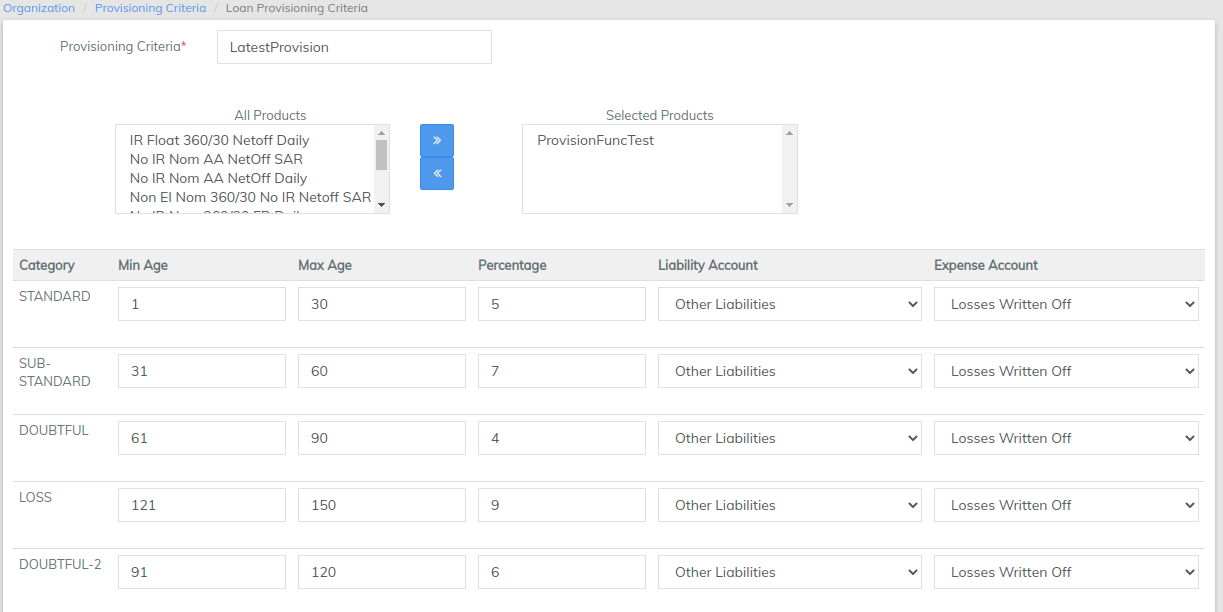 Organization / Provisioning Criteria / Loan Provisioning Criteria
Provisioning Criteria* LatestProvision
All Products Selected Products
IR Float 360/30 Netoff Daily
No IR Nom AA NetOff SAR
No IR Nom AA NetOff Daily
Non EI Nom 360/30 No IR Netoff SAR
» «
ProvisionFuncTest
Category Min Age Max Age Percentage Liability Account Expense Account
STANDARD 1 30 5 Other Liabilities Losses Written Off
SUB-
STANDARD 31 60 7 Other Liabilities Losses Written Off
DOUBTFUL 61 90 4 Other Liabilities Losses Written Off
LOSS 121 150 9 Other Liabilities Losses Written Off
DOUBTFUL-2 91 120 6 Other Liabilities Losses Written Off